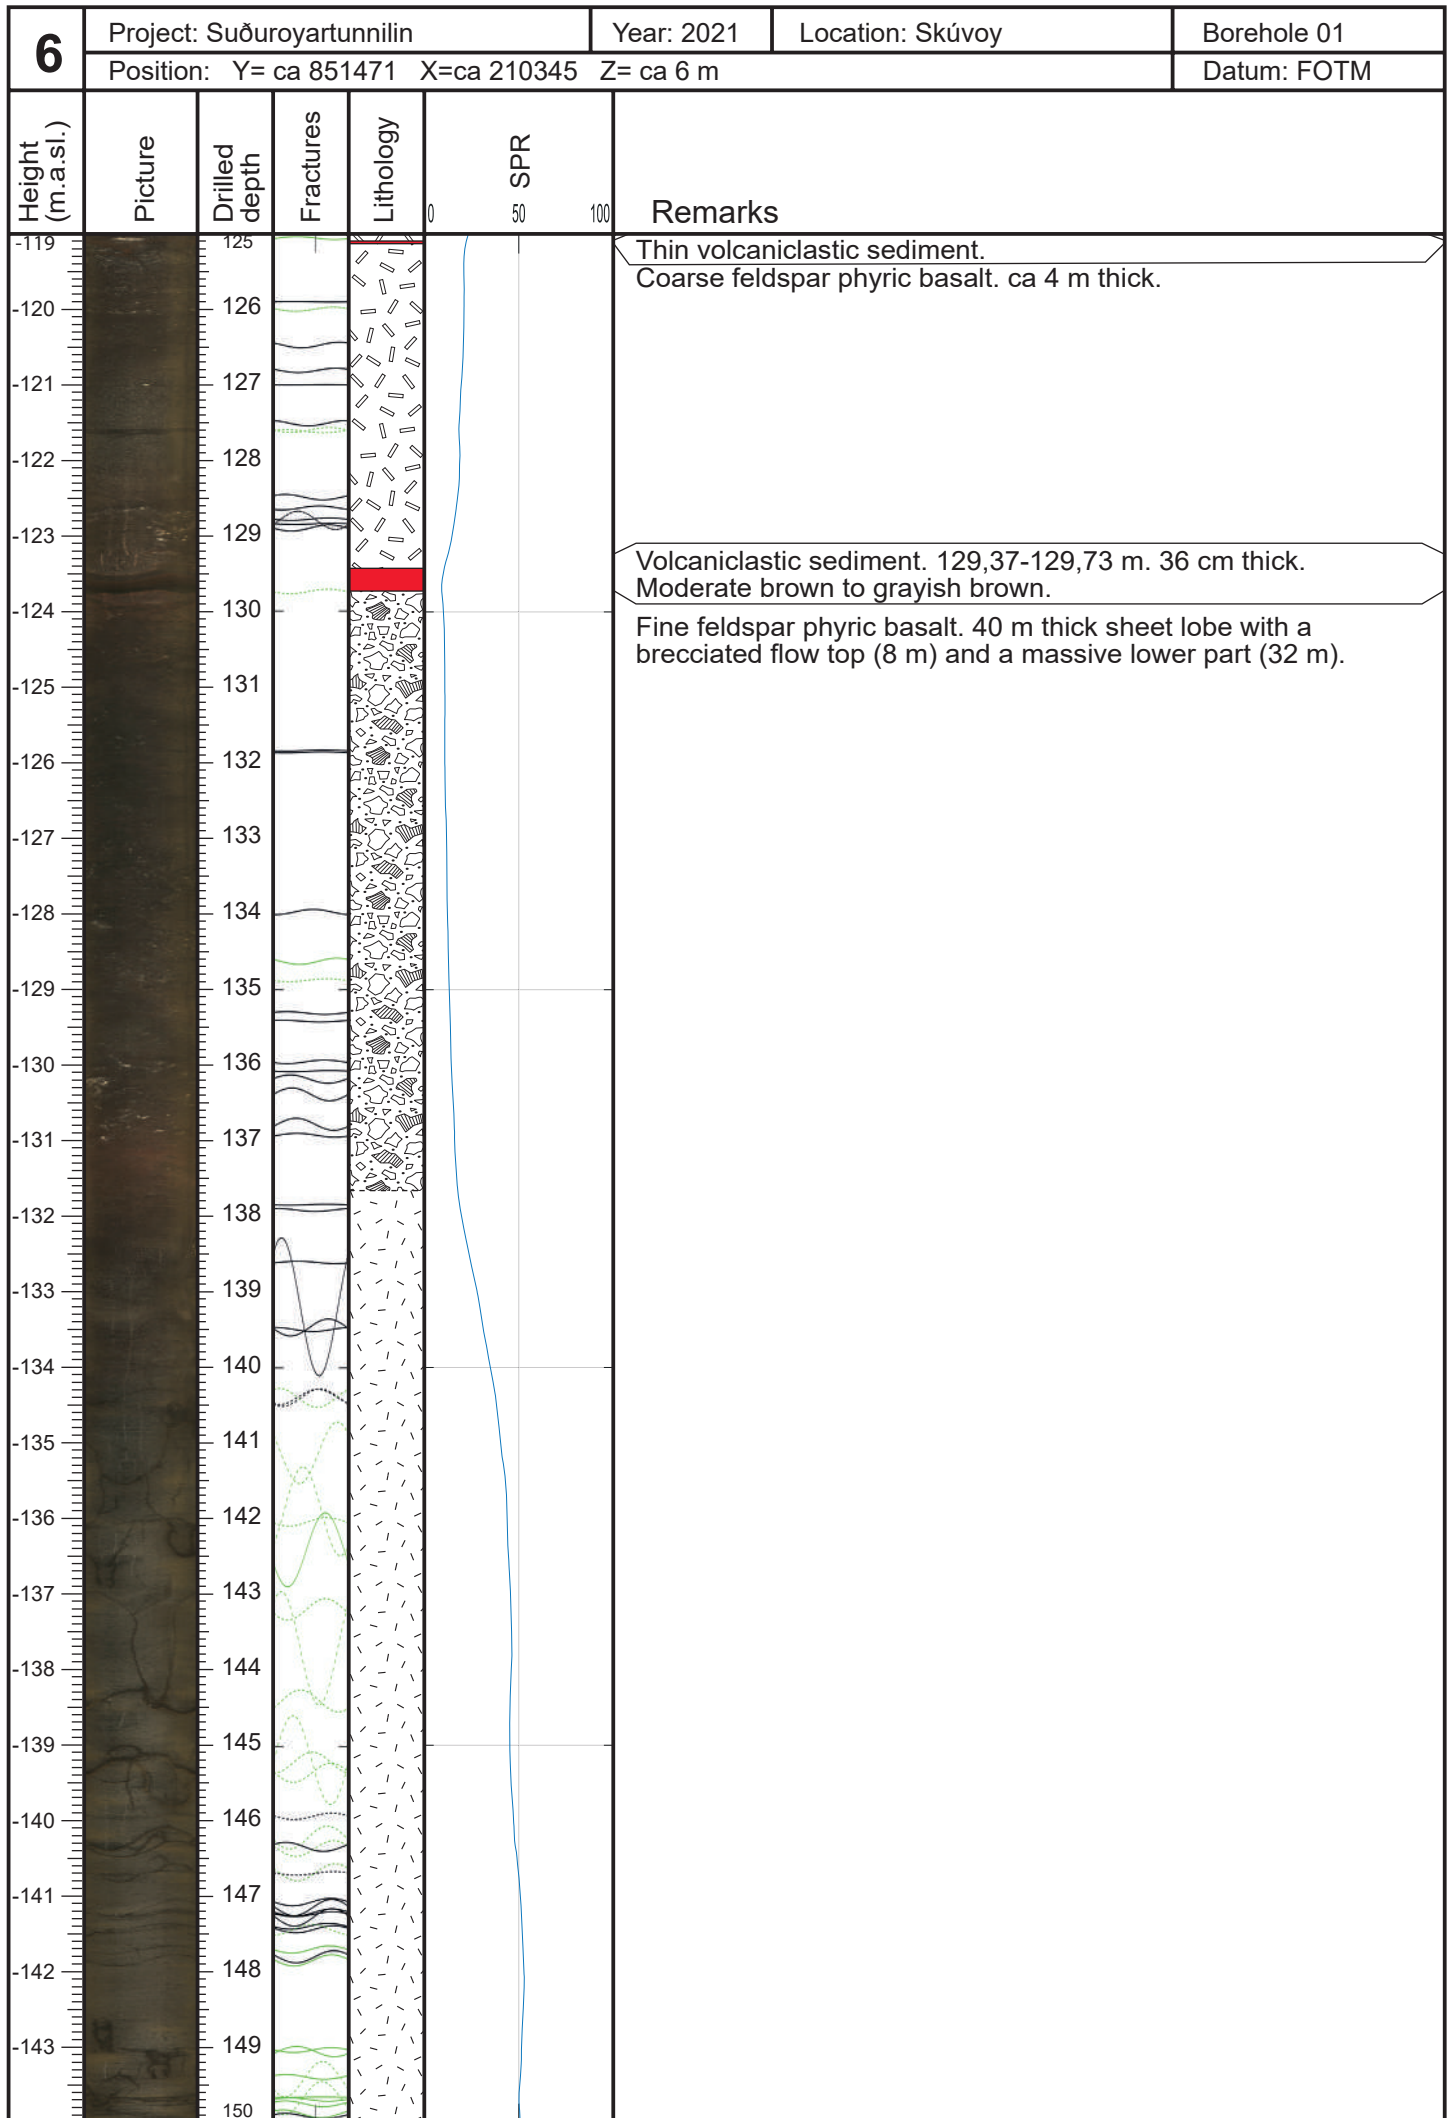 6
Project: Suðuroyartunnilin
Year: 2021
Location: Skúvoy
Borehole 01
Position: Y= ca 851471 X=ca 210345 Z= ca 6 m
Datum: FOTM
Height (m.a.sl.)
Picture
Drilled depth
Fractures
Lithology
SPR
0 50 100
Remarks
-119 125
Thin volcaniclastic sediment.
Coarse feldspar phyric basalt. ca 4 m thick.
-120 126
-121 127
-122 128
-123 129
Volcaniclastic sediment. 129,37-129,73 m. 36 cm thick.
Moderate brown to grayish brown.
-124 130
Fine feldspar phyric basalt. 40 m thick sheet lobe with a
brecciated flow top (8 m) and a massive lower part (32 m).
-125 131
-126 132
-127 133
-128 134
-129 135
-130 136
-131 137
-132 138
-133 139
-134 140
-135 141
-136 142
-137 143
-138 144
-139 145
-140 146
-141 147
-142 148
-143 149
150